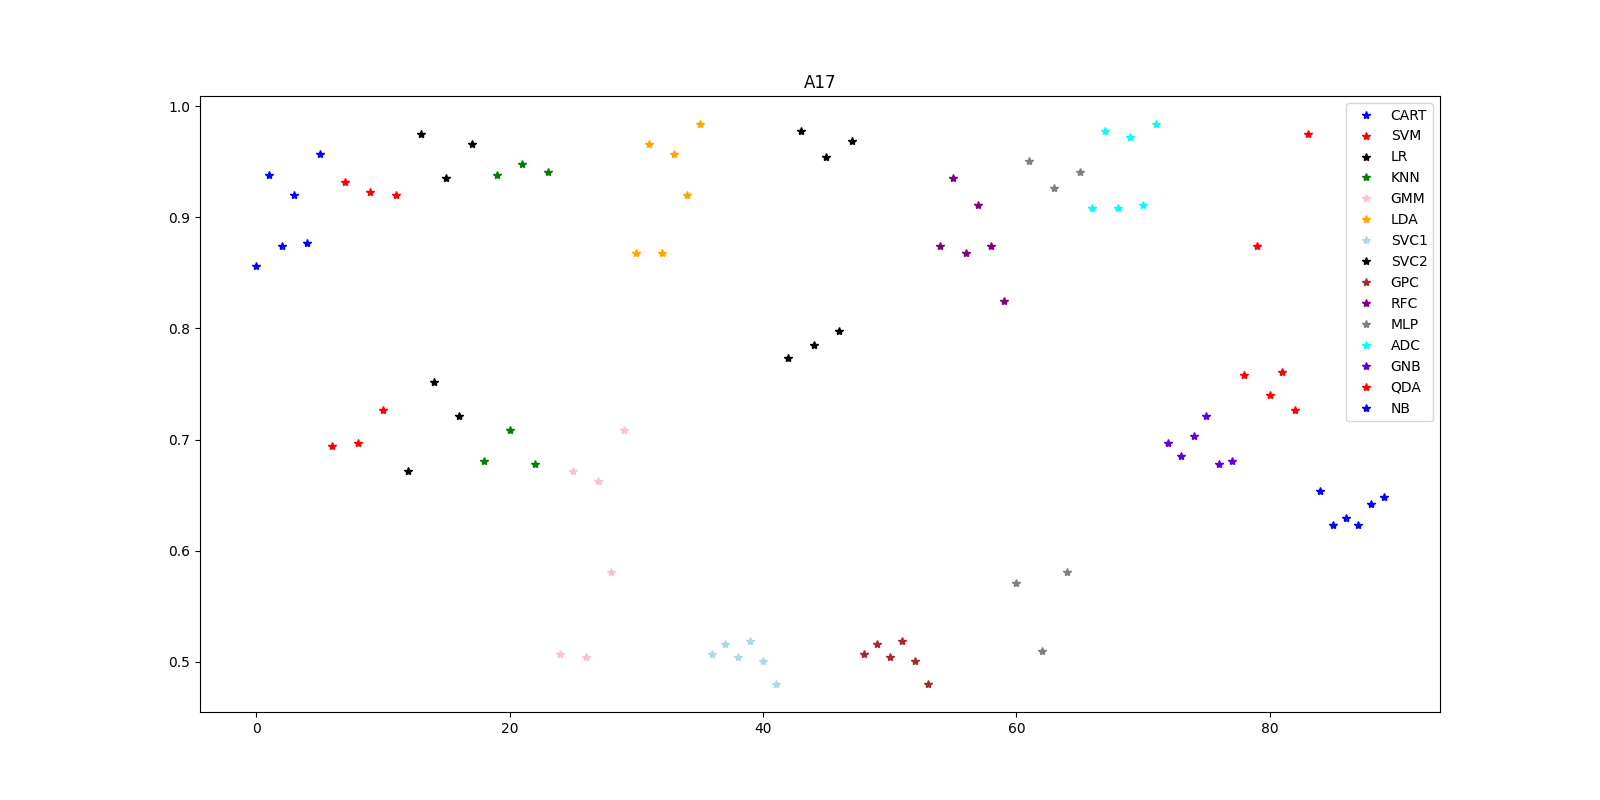 A17
1.0
0.9
0.8
0.7
0.6
0.5
0 20 40 60 80
CART
SVM
LR
KNN
GMM
LDA
SVC1
SVC2
GPC
RFC
MLP
ADC
GNB
QDA
NB